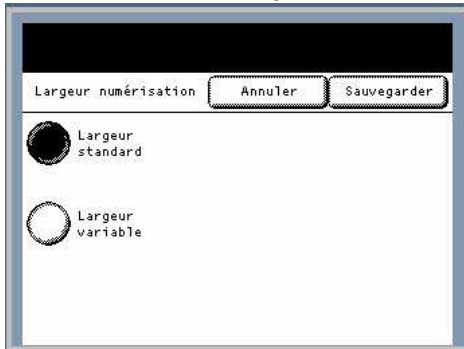 Largeur numérisation Annuler Sauvegarder
Largeur
standard
Largeur
variable